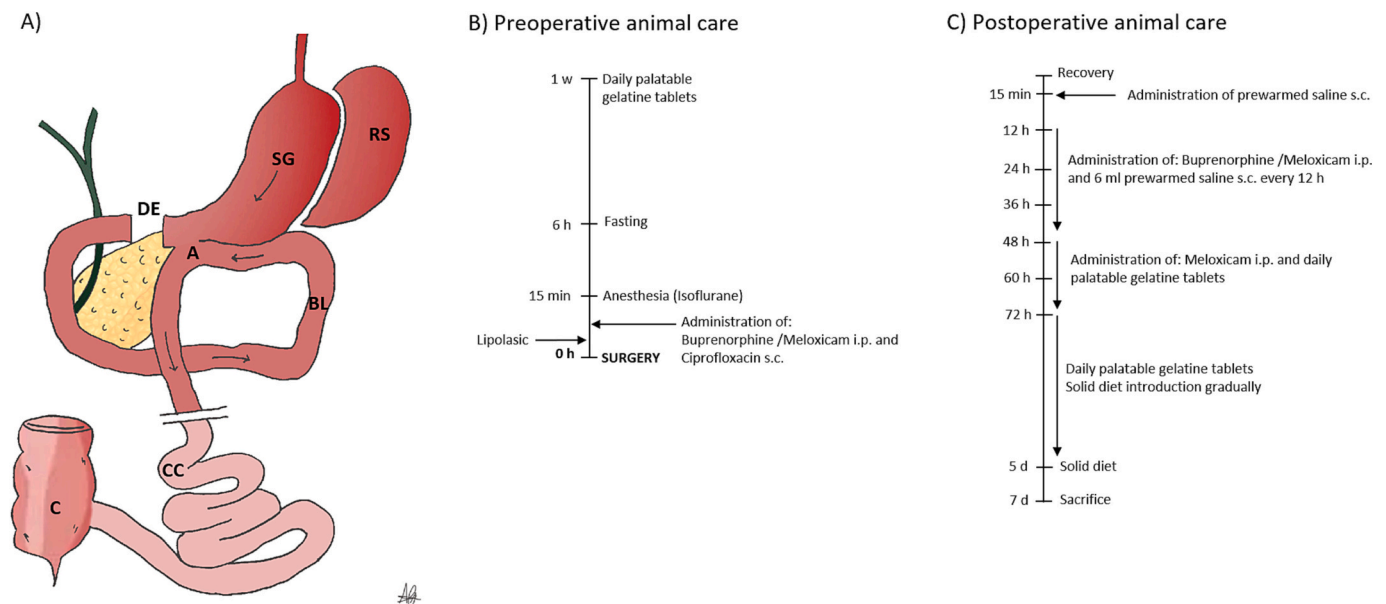 A)
SG
RS
DE
A
BL
CC
C
B) Preoperative animal care
1 w
Daily palatable
gelatine tablets
6 h
Fasting
15 min
Anesthesia (Isoflurane)
Administration of:
Buprenorphine /Meloxicam i.p. and
Ciprofloxacin s.c.
Lipolasic
0 h
SURGERY
C) Postoperative animal care
Recovery
15 min
Administration of prewarmed saline s.c.
12 h
Administration of: Buprenorphine /Meloxicam i.p.
and 6 ml prewarmed saline s.c. every 12 h
24 h
36 h
48 h
Administration of: Meloxicam i.p. and daily
palatable gelatine tablets
60 h
72 h
Daily palatable gelatine tablets
Solid diet introduction gradually
5 d
Solid diet
7 d
Sacrifice